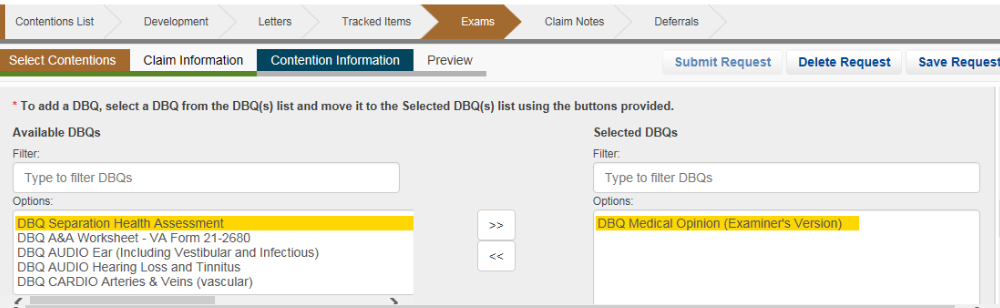 Contentions List Development Letters Tracked Items Exams Claim Notes Deferrals
Select Contentions Claim Information Contention Information Preview Submit Request Delete Request Save Request
* To add a DBQ, select a DBQ from the DBQ(s) list and move it to the Selected DBQ(s) list using the buttons provided.
Available DBQs Selected DBQs
Filter: Filter:
Type to filter DBQs Type to filter DBQs
Options: Options:
DBQ Separation Health Assessment >> DBQ Medical Opinion (Examiner's Version)
DBQ A&A Worksheet - VA Form 21-2680
DBQ AUDIO Ear (Including Vestibular and Infectious)
DBQ AUDIO Hearing Loss and Tinnitus <<
DBQ CARDIO Arteries & Veins (vascular)